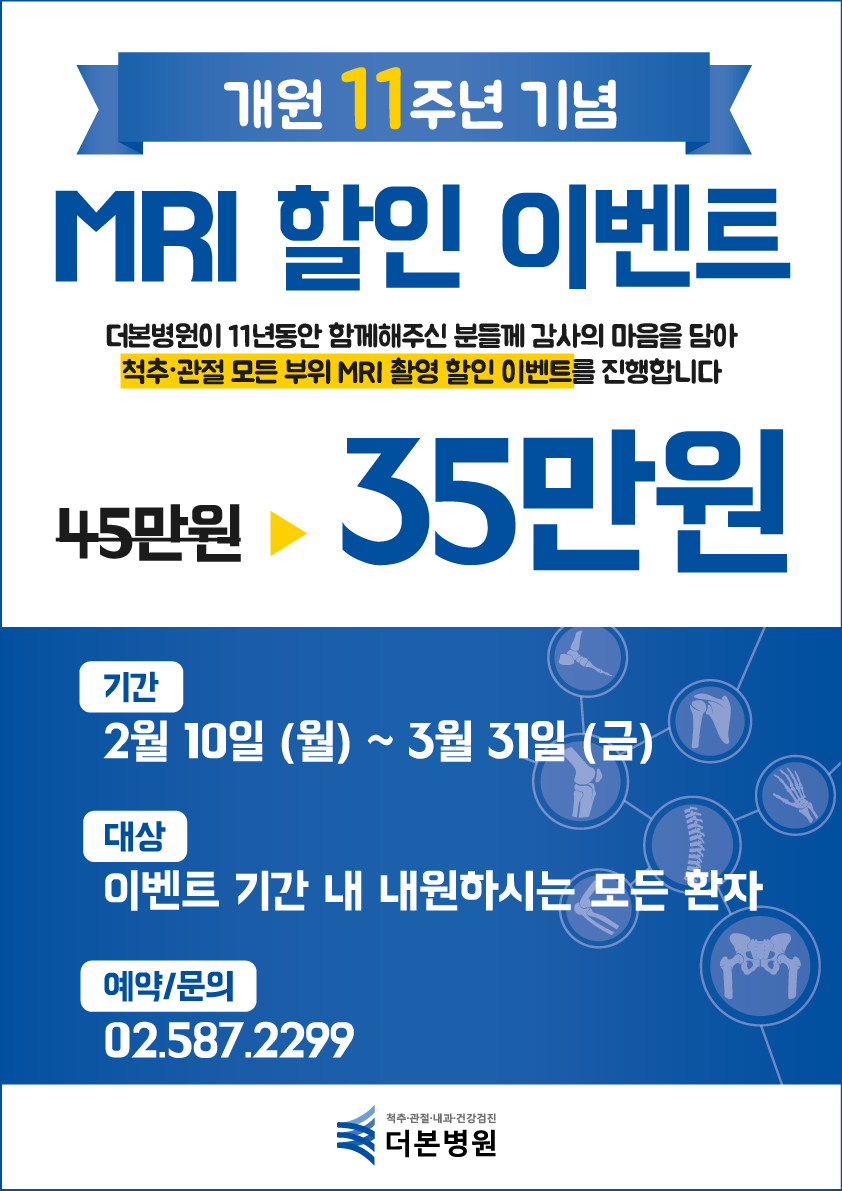 개원 11주년 기념
MRI 할인 이벤트
더본병원이 11년동안 함께해주신 분들께 감사의 마음을 담아
척추·관절 모든 부위 MRI 촬영 할인 이벤트를 진행합니다
45만원 ▶ 35만원
기간
2월 10일 (월) ~ 3월 31일 (금)
대상
이벤트 기간 내 내원하시는 모든 환자
예약/문의
02.587.2299
척추·관절·내과·건강검진
더본병원